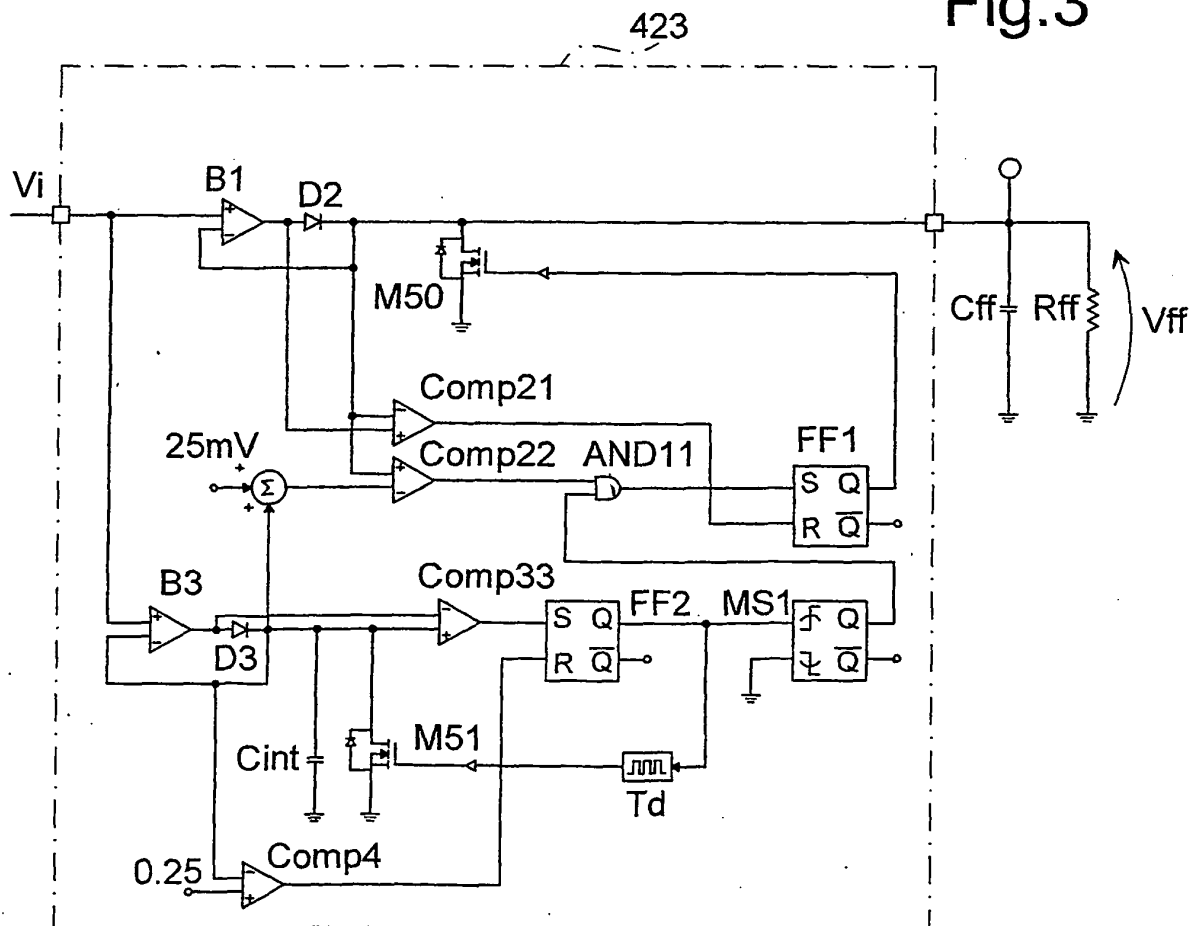 Fig.3
423
Vi
B1
D2
M50
Cff
Rff
Vff
Comp21
25mV
Comp22
AND11
FF1
+
+
Σ
S Q
R Q̅
B3
Comp33
D3
S Q
R Q̅
FF2
MS1
Q
Q̅
Cint
M51
Td
0.25
Comp4